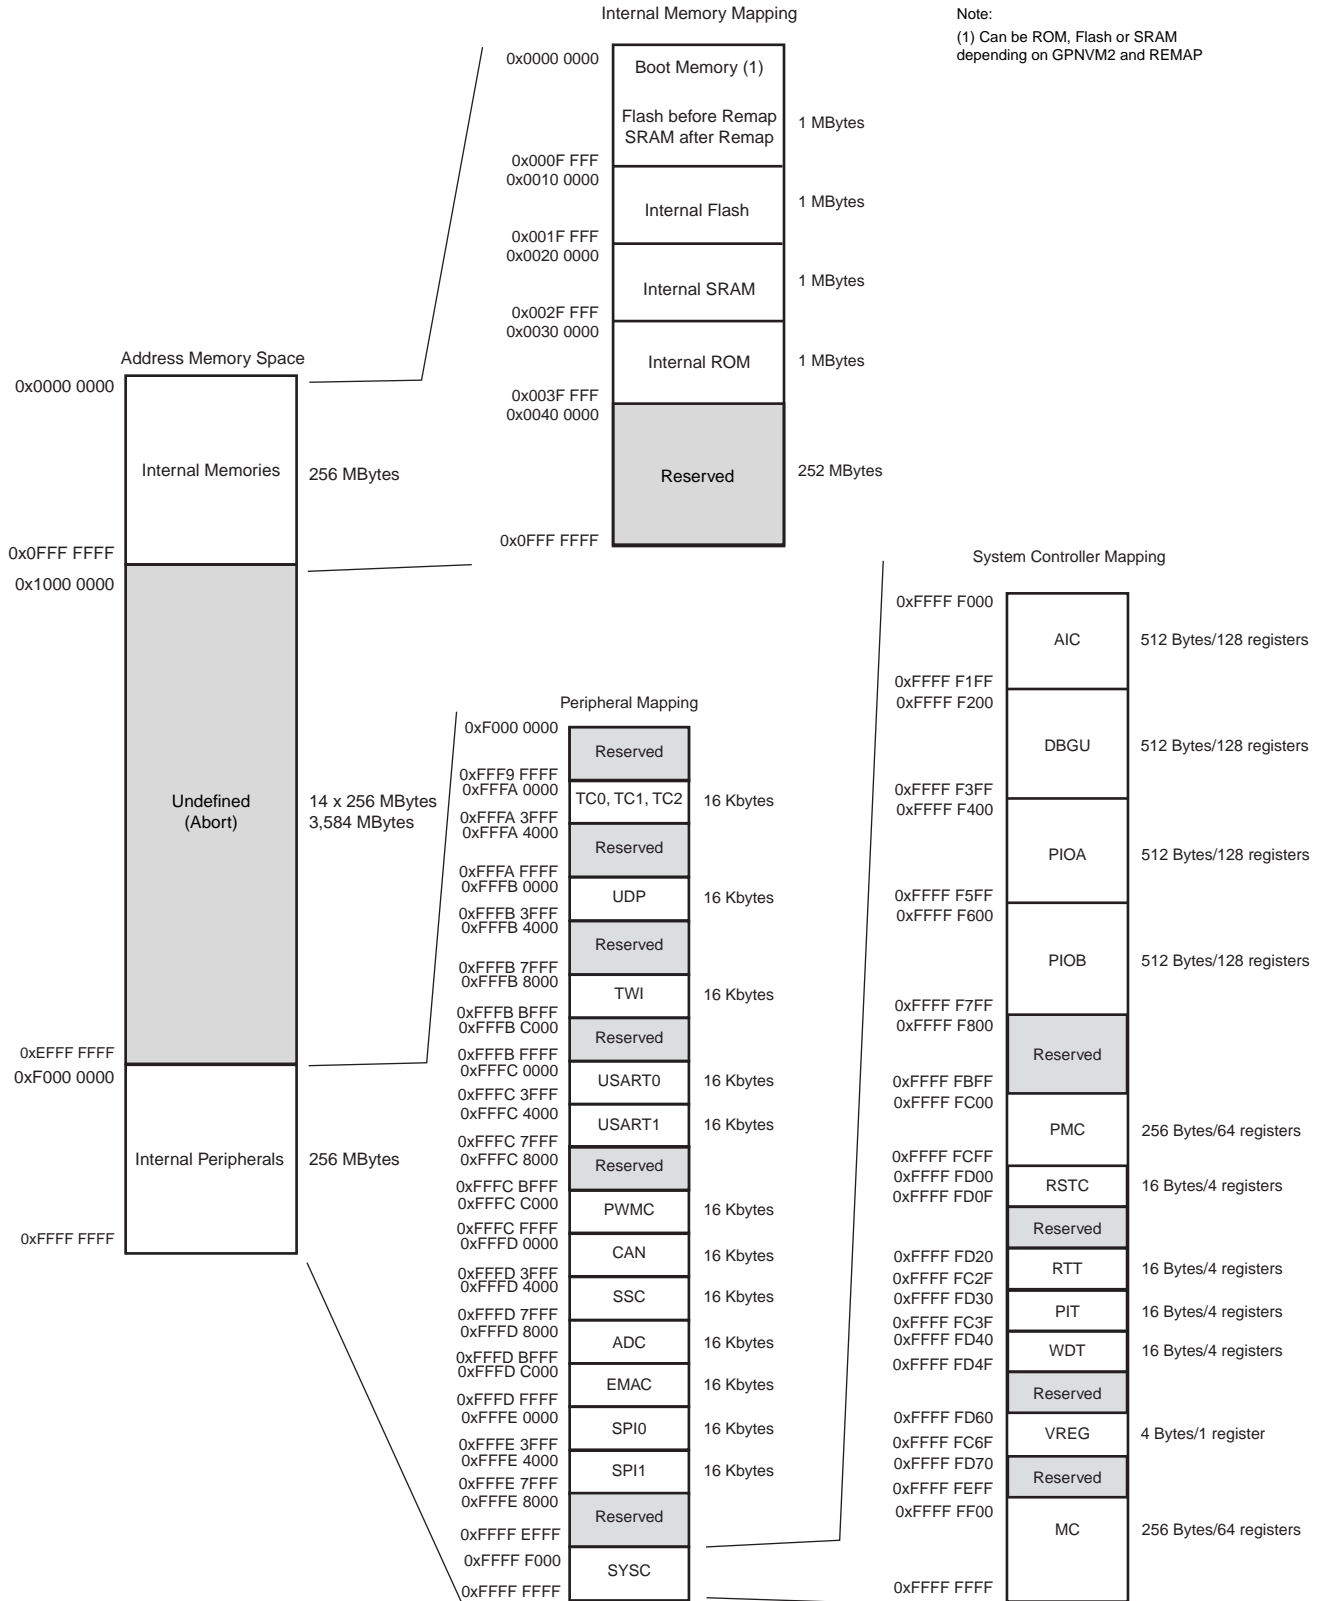 Internal Memory Mapping
Note:
(1) Can be ROM, Flash or SRAM
depending on GPNVM2 and REMAP
0x0000 0000
Boot Memory (1)
Flash before Remap
SRAM after Remap
1 MBytes
0x000F FFF
0x0010 0000
Internal Flash
1 MBytes
0x001F FFF
0x0020 0000
Internal SRAM
1 MBytes
0x002F FFF
0x0030 0000
Internal ROM
1 MBytes
0x003F FFF
0x0040 0000
Reserved
252 MBytes
0x0FFF FFFF
Address Memory Space
0x0000 0000
Internal Memories
256 MBytes
0x0FFF FFFF
0x1000 0000
Undefined
(Abort)
14 x 256 MBytes
3,584 MBytes
0xEFFF FFFF
0xF000 0000
Internal Peripherals
256 MBytes
0xFFFF FFFF
Peripheral Mapping
0xF000 0000
Reserved
0xFFF9 FFFF
0xFFFA 0000
TC0, TC1, TC2
16 Kbytes
0xFFFA 3FFF
0xFFFA 4000
Reserved
0xFFFA FFFF
0xFFFB 0000
UDP
16 Kbytes
0xFFFB 3FFF
0xFFFB 4000
Reserved
0xFFFB 7FFF
0xFFFB 8000
TWI
16 Kbytes
0xFFFB BFFF
0xFFFB C000
Reserved
0xFFFB FFFF
0xFFFC 0000
USART0
16 Kbytes
0xFFFC 3FFF
0xFFFC 4000
USART1
16 Kbytes
0xFFFC 7FFF
0xFFFC 8000
Reserved
0xFFFC BFFF
0xFFFC C000
PWMC
16 Kbytes
0xFFFC FFFF
0xFFFD 0000
CAN
16 Kbytes
0xFFFD 3FFF
0xFFFD 4000
SSC
16 Kbytes
0xFFFD 7FFF
0xFFFD 8000
ADC
16 Kbytes
0xFFFD BFFF
0xFFFD C000
EMAC
16 Kbytes
0xFFFD FFFF
0xFFFE 0000
SPI0
16 Kbytes
0xFFFE 3FFF
0xFFFE 4000
SPI1
16 Kbytes
0xFFFE 7FFF
0xFFFE 8000
Reserved
0xFFFF EFFF
0xFFFF F000
SYSC
0xFFFF FFFF
System Controller Mapping
0xFFFF F000
AIC
512 Bytes/128 registers
0xFFFF F1FF
0xFFFF F200
DBGU
512 Bytes/128 registers
0xFFFF F3FF
0xFFFF F400
PIOA
512 Bytes/128 registers
0xFFFF F5FF
0xFFFF F600
PIOB
512 Bytes/128 registers
0xFFFF F7FF
0xFFFF F800
Reserved
0xFFFF FBFF
0xFFFF FC00
PMC
256 Bytes/64 registers
0xFFFF FCFF
0xFFFF FD00
RSTC
16 Bytes/4 registers
0xFFFF FD0F
Reserved
0xFFFF FD20
RTT
16 Bytes/4 registers
0xFFFF FC2F
0xFFFF FD30
PIT
16 Bytes/4 registers
0xFFFF FC3F
0xFFFF FD40
WDT
16 Bytes/4 registers
0xFFFF FD4F
Reserved
0xFFFF FD60
VREG
4 Bytes/1 register
0xFFFF FC6F
0xFFFF FD70
Reserved
0xFFFF FEFF
0xFFFF FF00
MC
256 Bytes/64 registers
0xFFFF FFFF